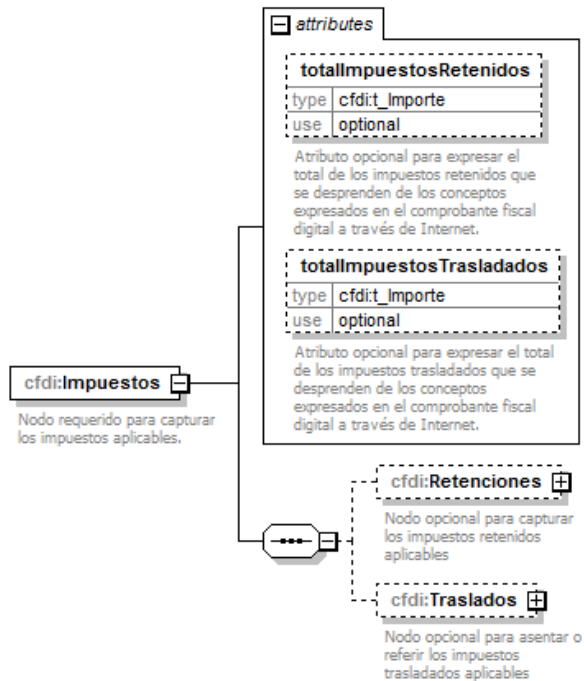 attributes
totalImpuestosRetenidos
type cfdi:t_Importe
use optional
Atributo opcional para expresar el
total de los impuestos retenidos que
se desprenden de los conceptos
expresados en el comprobante fiscal
digital a través de Internet.
totalImpuestosTrasladados
type cfdi:t_Importe
use optional
Atributo opcional para expresar el total
de los impuestos trasladados que se
desprenden de los conceptos
expresados en el comprobante fiscal
digital a través de Internet.
cfdi:Impuestos
Nodo requerido para capturar
los impuestos aplicables.
cfdi:Retenciones
Nodo opcional para capturar
los impuestos retenidos
aplicables
cfdi:Traslados
Nodo opcional para asentar o
referir los impuestos
trasladados aplicables